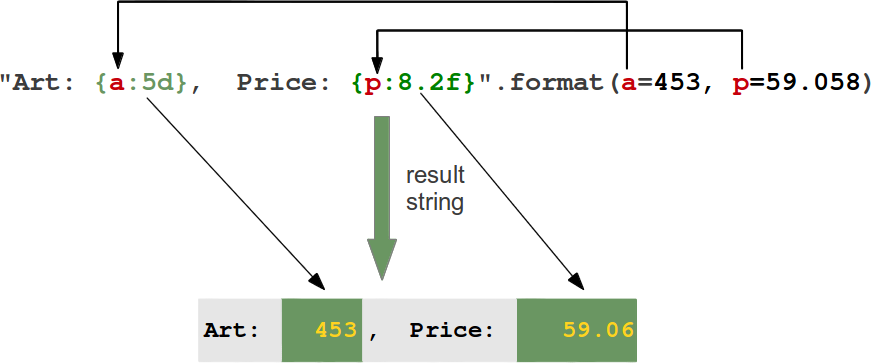 "Art: {a:5d},  Price: {p:8.2f}".format(a=453, p=59.058)
result
string
Art:   453,  Price:    59.06